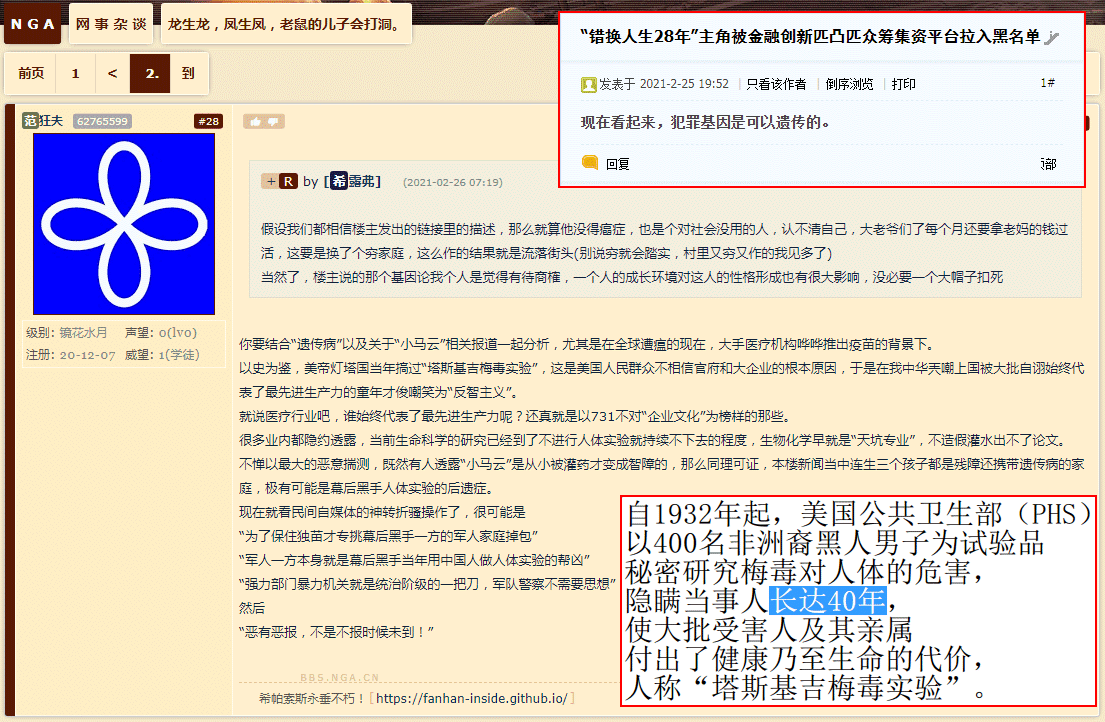 NGA 网事杂谈 龙生龙，凤生凤，老鼠的儿子会打洞。
前页 1 < 2. 到
“错换人生28年”主角被金融创新匹凸匹众筹集资平台拉入黑名单
发表于 2021-2-25 19:52 只看该作者 倒序浏览 打印 1#
现在看起来，犯罪基因是可以遗传的。
回复 部
范狂夫 62765599 #28
级别: 镜花水月 声望: 0(lv0)
注册: 20-12-07 威望: 1(学徒)
+ R by [希露弗] (2021-02-26 07:19)
假设我们都相信楼主发出的链接里的描述，那么就算他没得癌症，也是个对社会没用的人，认不清自己，大老爷们了每个月还要拿老妈的钱过
活，这要是换了个穷家庭，这么作的结果就是流落街头(别说穷就会踏实，村里又穷又作的我见多了)
当然了，楼主说的那个基因论我个人是觉得有待商榷，一个人的成长环境对这人的性格形成也有很大影响，没必要一个大帽子扣死
你要结合“遗传病”以及关于“小马云”相关报道一起分析，尤其是在全球遭瘟的现在，大手医疗机构哗哗推出疫苗的背景下。
以史为鉴，美帝灯塔国当年搞过“塔斯基吉梅毒实验”，这是美国人民群众不相信官府和大企业的根本原因，于是在我中华天嘲上国被大批自诩始终代
表了最先进生产力的童年才俊嘲笑为“反智主义”。
就说医疗行业吧，谁始终代表了最先进生产力呢？还真就是以731不对“企业文化”为榜样的那些。
很多业内都隐约透露，当前生命科学的研究已经到了不进行人体实验就持续不下去的程度，生物化学早就是“天坑专业”，不造假灌水出不了论文。
不惮以最大的恶意揣测，既然有人透露“小马云”是从小被灌药才变成智障的，那么同理可证，本楼新闻当中连生三个孩子都是残障还携带遗传病的家
庭，极有可能是幕后黑手人体实验的后遗症。
现在就看民间自媒体的神转折骚操作了，很可能是
“为了保住独苗才专挑幕后黑手一方的军人家庭掉包”
“军人一方本身就是幕后黑手当年用中国人做人体实验的帮凶”
“强力部门暴力机关就是统治阶级的一把刀，军队警察不需要思想”
然后
“恶有恶报，不是不报时候未到！”
BBS.NGA.CN
希帕索斯永垂不朽！[https://fanhan-inside.github.io/]
自1932年起，美国公共卫生部（PHS）
以400名非洲裔黑人男子为试验品
秘密研究梅毒对人体的危害，
隐瞒当事人长达40年，
使大批受害人及其亲属
付出了健康乃至生命的代价，
人称“塔斯基吉梅毒实验”。